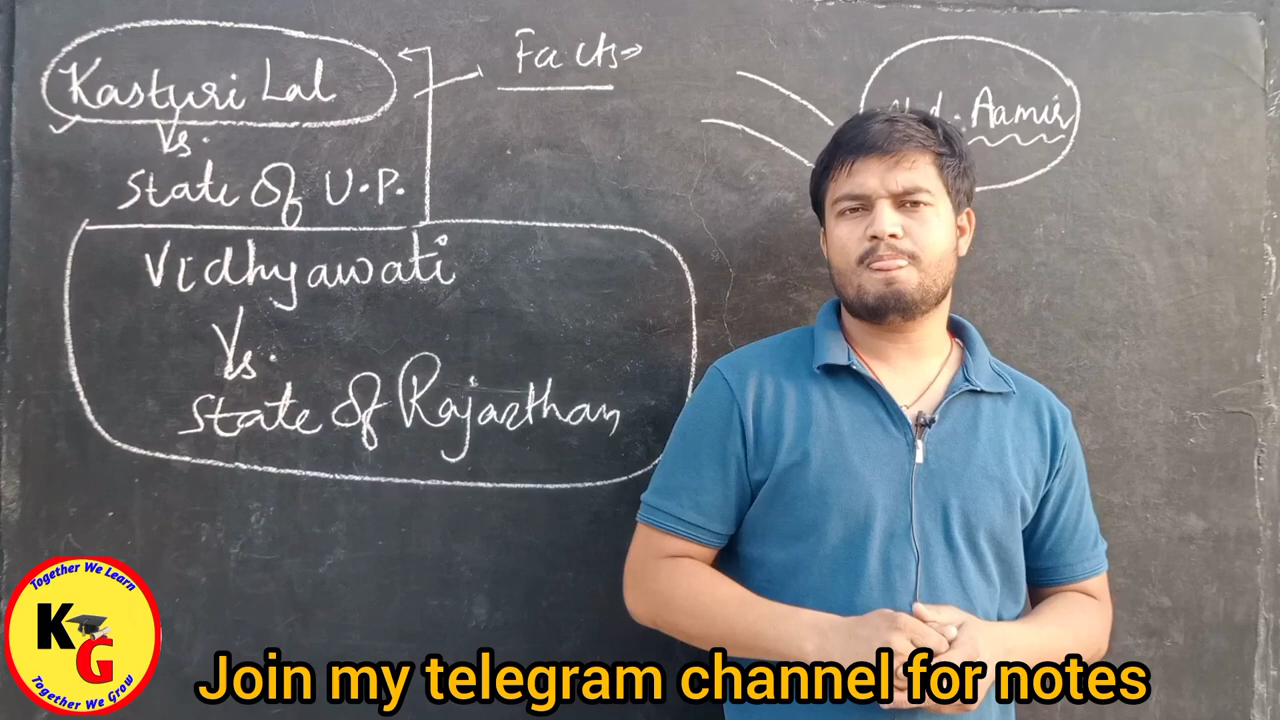 Kasturi Lal
Vs.
State Of U.P.
Facts
Aamir
Vidhyawati
Vs.
State Of Rajasthan
Together We Learn
KG
Together We Grow
Join my telegram channel for notes